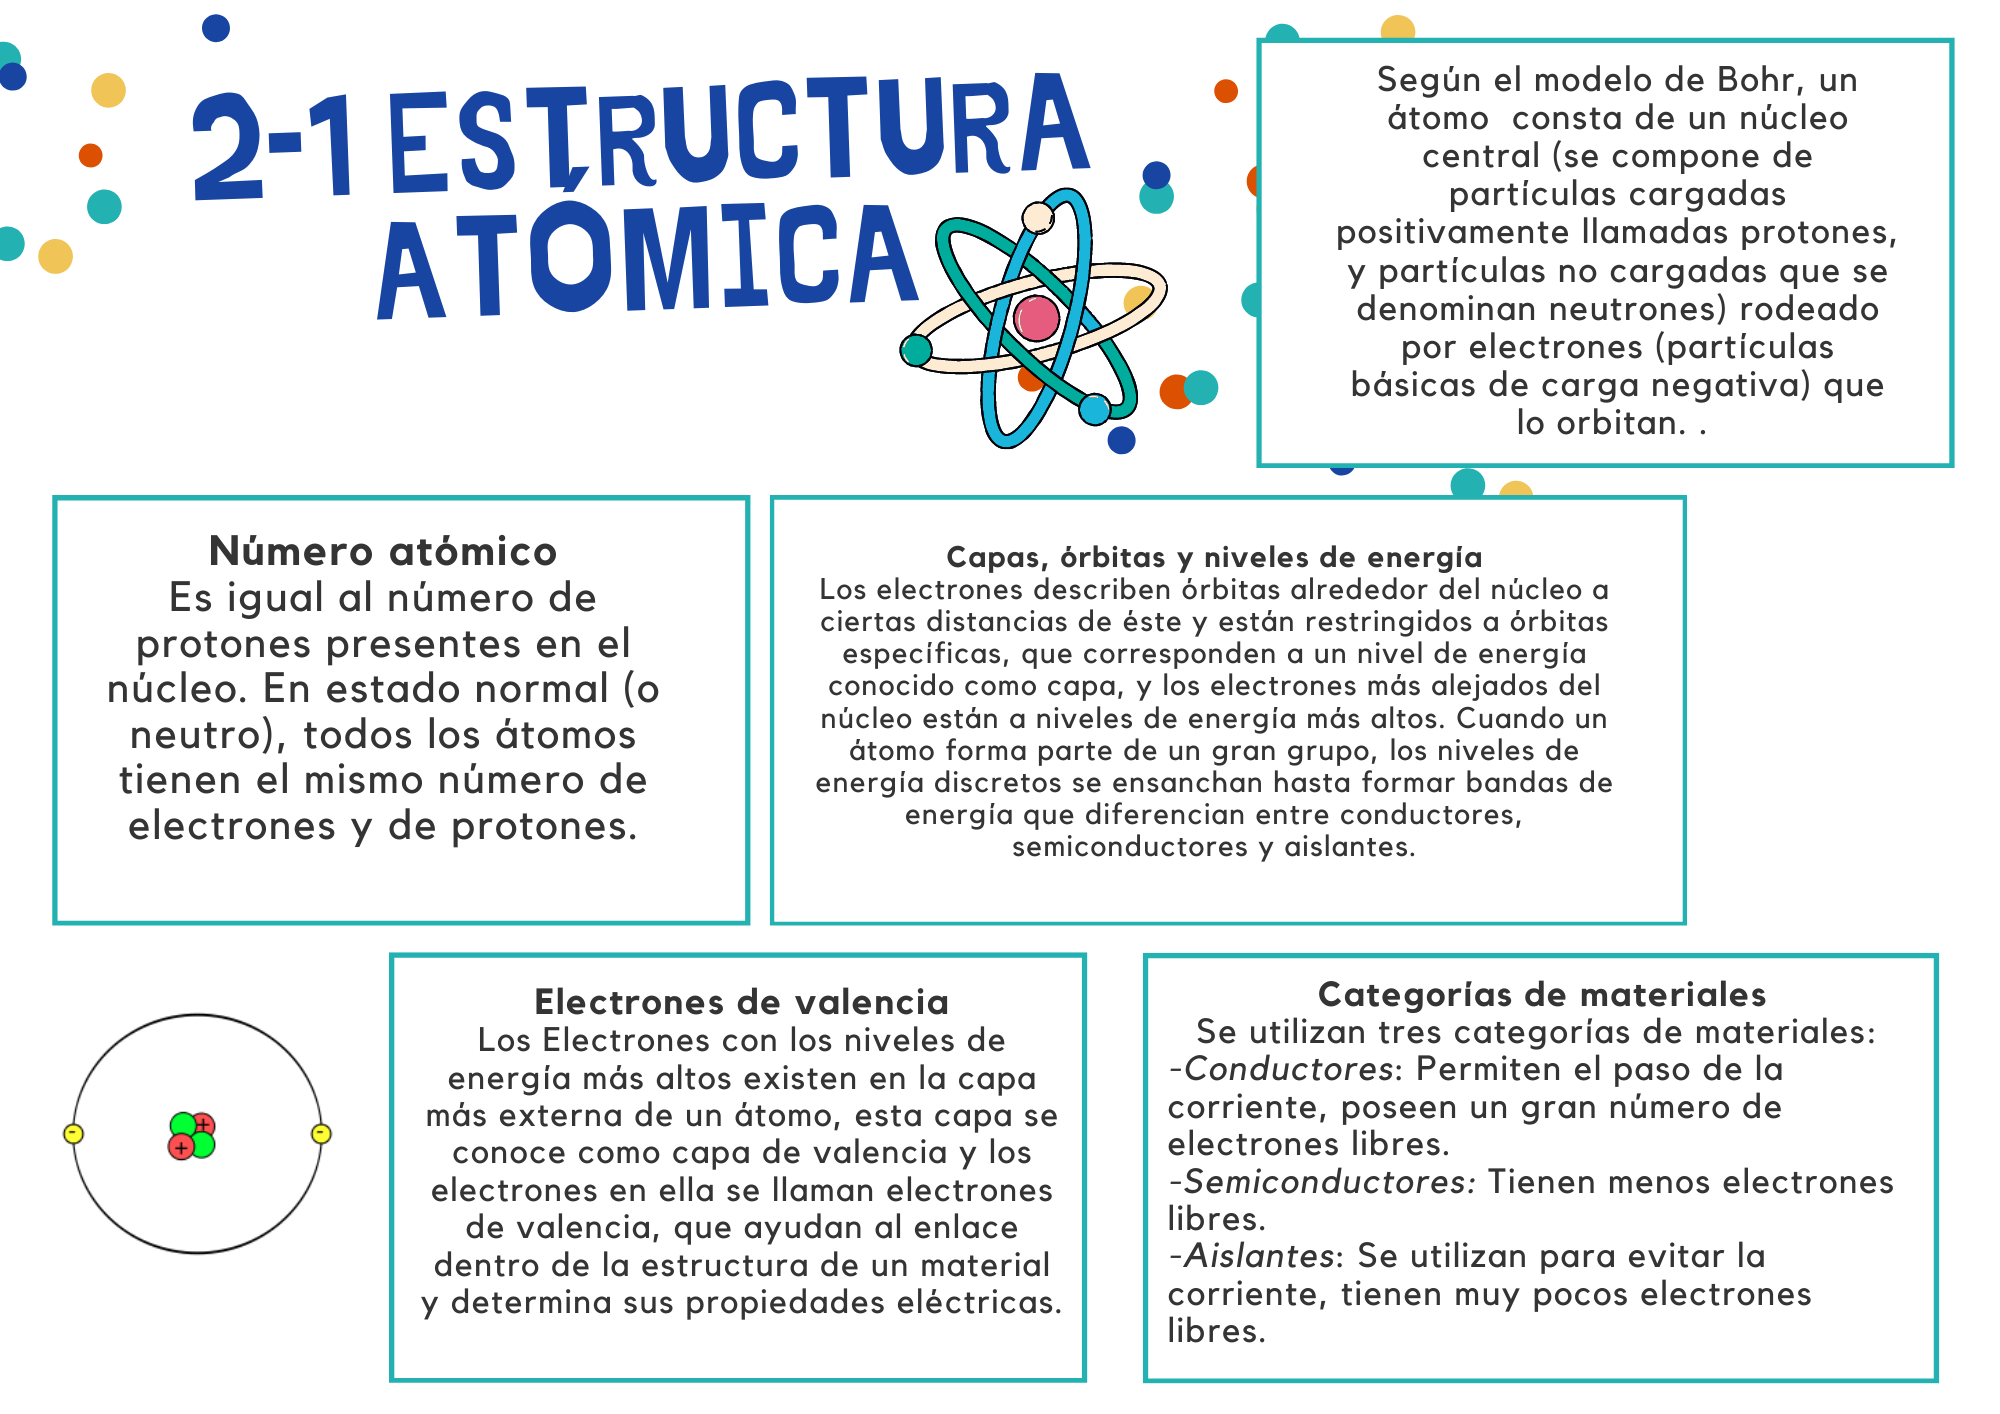 2-1 ESTRUCTURA
ATÓMICA
Según el modelo de Bohr, un
átomo consta de un núcleo
central (se compone de
partículas cargadas
positivamente llamadas protones,
y partículas no cargadas que se
denominan neutrones) rodeado
por electrones (partículas
básicas de carga negativa) que
lo orbitan. .
Número atómico
Es igual al número de
protones presentes en el
núcleo. En estado normal (o
neutro), todos los átomos
tienen el mismo número de
electrones y de protones.
Capas, órbitas y niveles de energía
Los electrones describen órbitas alrededor del núcleo a
ciertas distancias de éste y están restringidos a órbitas
específicas, que corresponden a un nivel de energía
conocido como capa, y los electrones más alejados del
núcleo están a niveles de energía más altos. Cuando un
átomo forma parte de un gran grupo, los niveles de
energía discretos se ensanchan hasta formar bandas de
energía que diferencian entre conductores,
semiconductores y aislantes.
- + + -
Electrones de valencia
Los Electrones con los niveles de
energía más altos existen en la capa
más externa de un átomo, esta capa se
conoce como capa de valencia y los
electrones en ella se llaman electrones
de valencia, que ayudan al enlace
dentro de la estructura de un material
y determina sus propiedades eléctricas.
Categorías de materiales
Se utilizan tres categorías de materiales:
-Conductores: Permiten el paso de la
corriente, poseen un gran número de
electrones libres.
-Semiconductores: Tienen menos electrones
libres.
-Aislantes: Se utilizan para evitar la
corriente, tienen muy pocos electrones
libres.